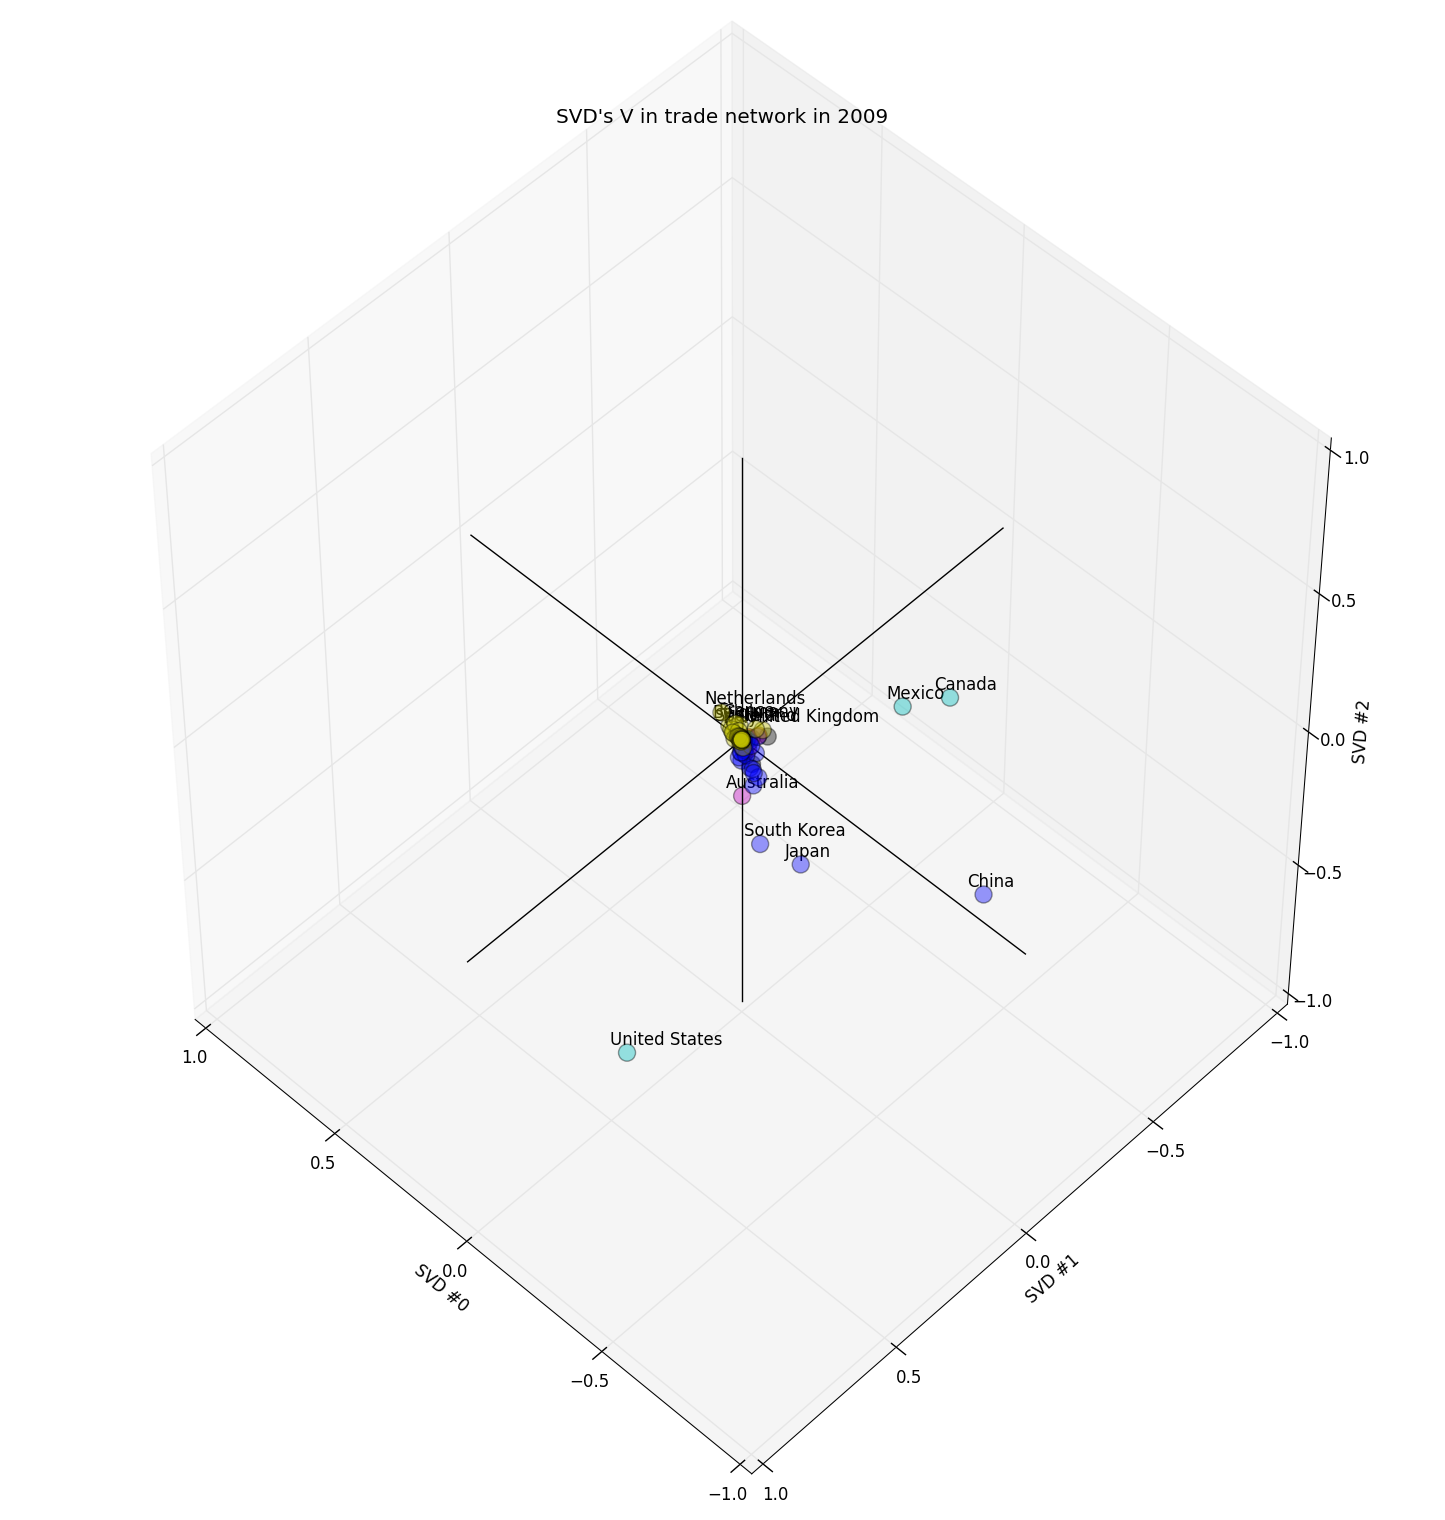 SVD's V in trade network in 2009
1.0
0.5
0.0
−0.5
−1.0
SVD #2
Canada
Mexico
Netherlands
United Kingdom
Australia
South Korea
Japan
China
United States
1.0
0.5
0.0
−0.5
−1.0
SVD #0
−1.0
−0.5
0.0
0.5
1.0
SVD #1